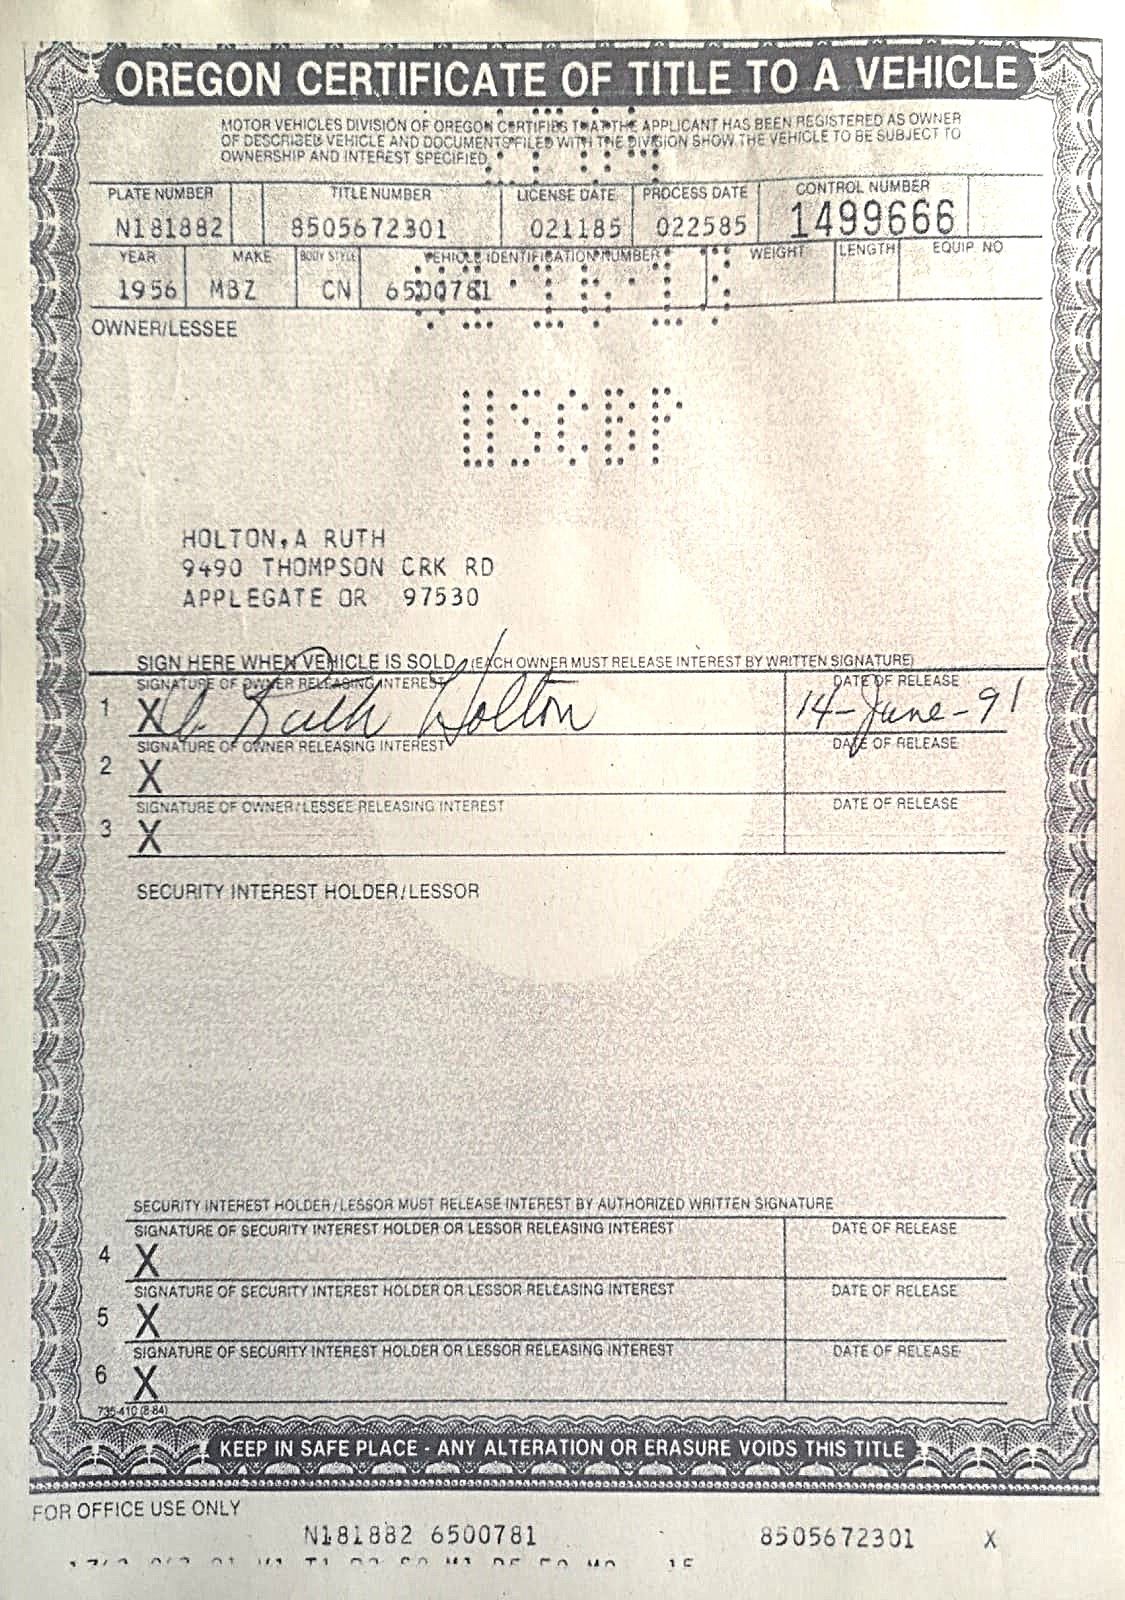 OREGON CERTIFICATE OF TITLE TO A VEHICLE
MOTOR VEHICLES DIVISION OF OREGON CERTIFIES THAT THE APPLICANT HAS BEEN REGISTERED AS OWNER
OF DESCRIBED VEHICLE AND DOCUMENTS FILED WITH THE DIVISION SHOW THE VEHICLE TO BE SUBJECT TO
OWNERSHIP AND INTEREST SPECIFIED.
PLATE NUMBER TITLE NUMBER LICENSE DATE PROCESS DATE CONTROL NUMBER
N181882 8505672301 021185 022585 1499666
YEAR MAKE BODY STYLE VEHICLE IDENTIFICATION NUMBER WEIGHT LENGTH EQUIP. NO
1956 MBZ CN 6500781
OWNER/LESSEE
USCBP
HOLTON, A RUTH
9490 THOMPSON CRK RD
APPLEGATE OR 97530
SIGN HERE WHEN VEHICLE IS SOLD (EACH OWNER MUST RELEASE INTEREST BY WRITTEN SIGNATURE)
SIGNATURE OF OWNER RELEASING INTEREST DATE OF RELEASE
1 X A. Ruth Holton 14-June-91
SIGNATURE OF OWNER RELEASING INTEREST DATE OF RELEASE
2 X
SIGNATURE OF OWNER/LESSEE RELEASING INTEREST DATE OF RELEASE
3 X
SECURITY INTEREST HOLDER/LESSOR
SECURITY INTEREST HOLDER/LESSOR MUST RELEASE INTEREST BY AUTHORIZED WRITTEN SIGNATURE
SIGNATURE OF SECURITY INTEREST HOLDER OR LESSOR RELEASING INTEREST DATE OF RELEASE
4 X
SIGNATURE OF SECURITY INTEREST HOLDER OR LESSOR RELEASING INTEREST DATE OF RELEASE
5 X
SIGNATURE OF SECURITY INTEREST HOLDER OR LESSOR RELEASING INTEREST DATE OF RELEASE
6 X
735-410 (8-84)
KEEP IN SAFE PLACE - ANY ALTERATION OR ERASURE VOIDS THIS TITLE
FOR OFFICE USE ONLY
N181882 6500781 8505672301 X